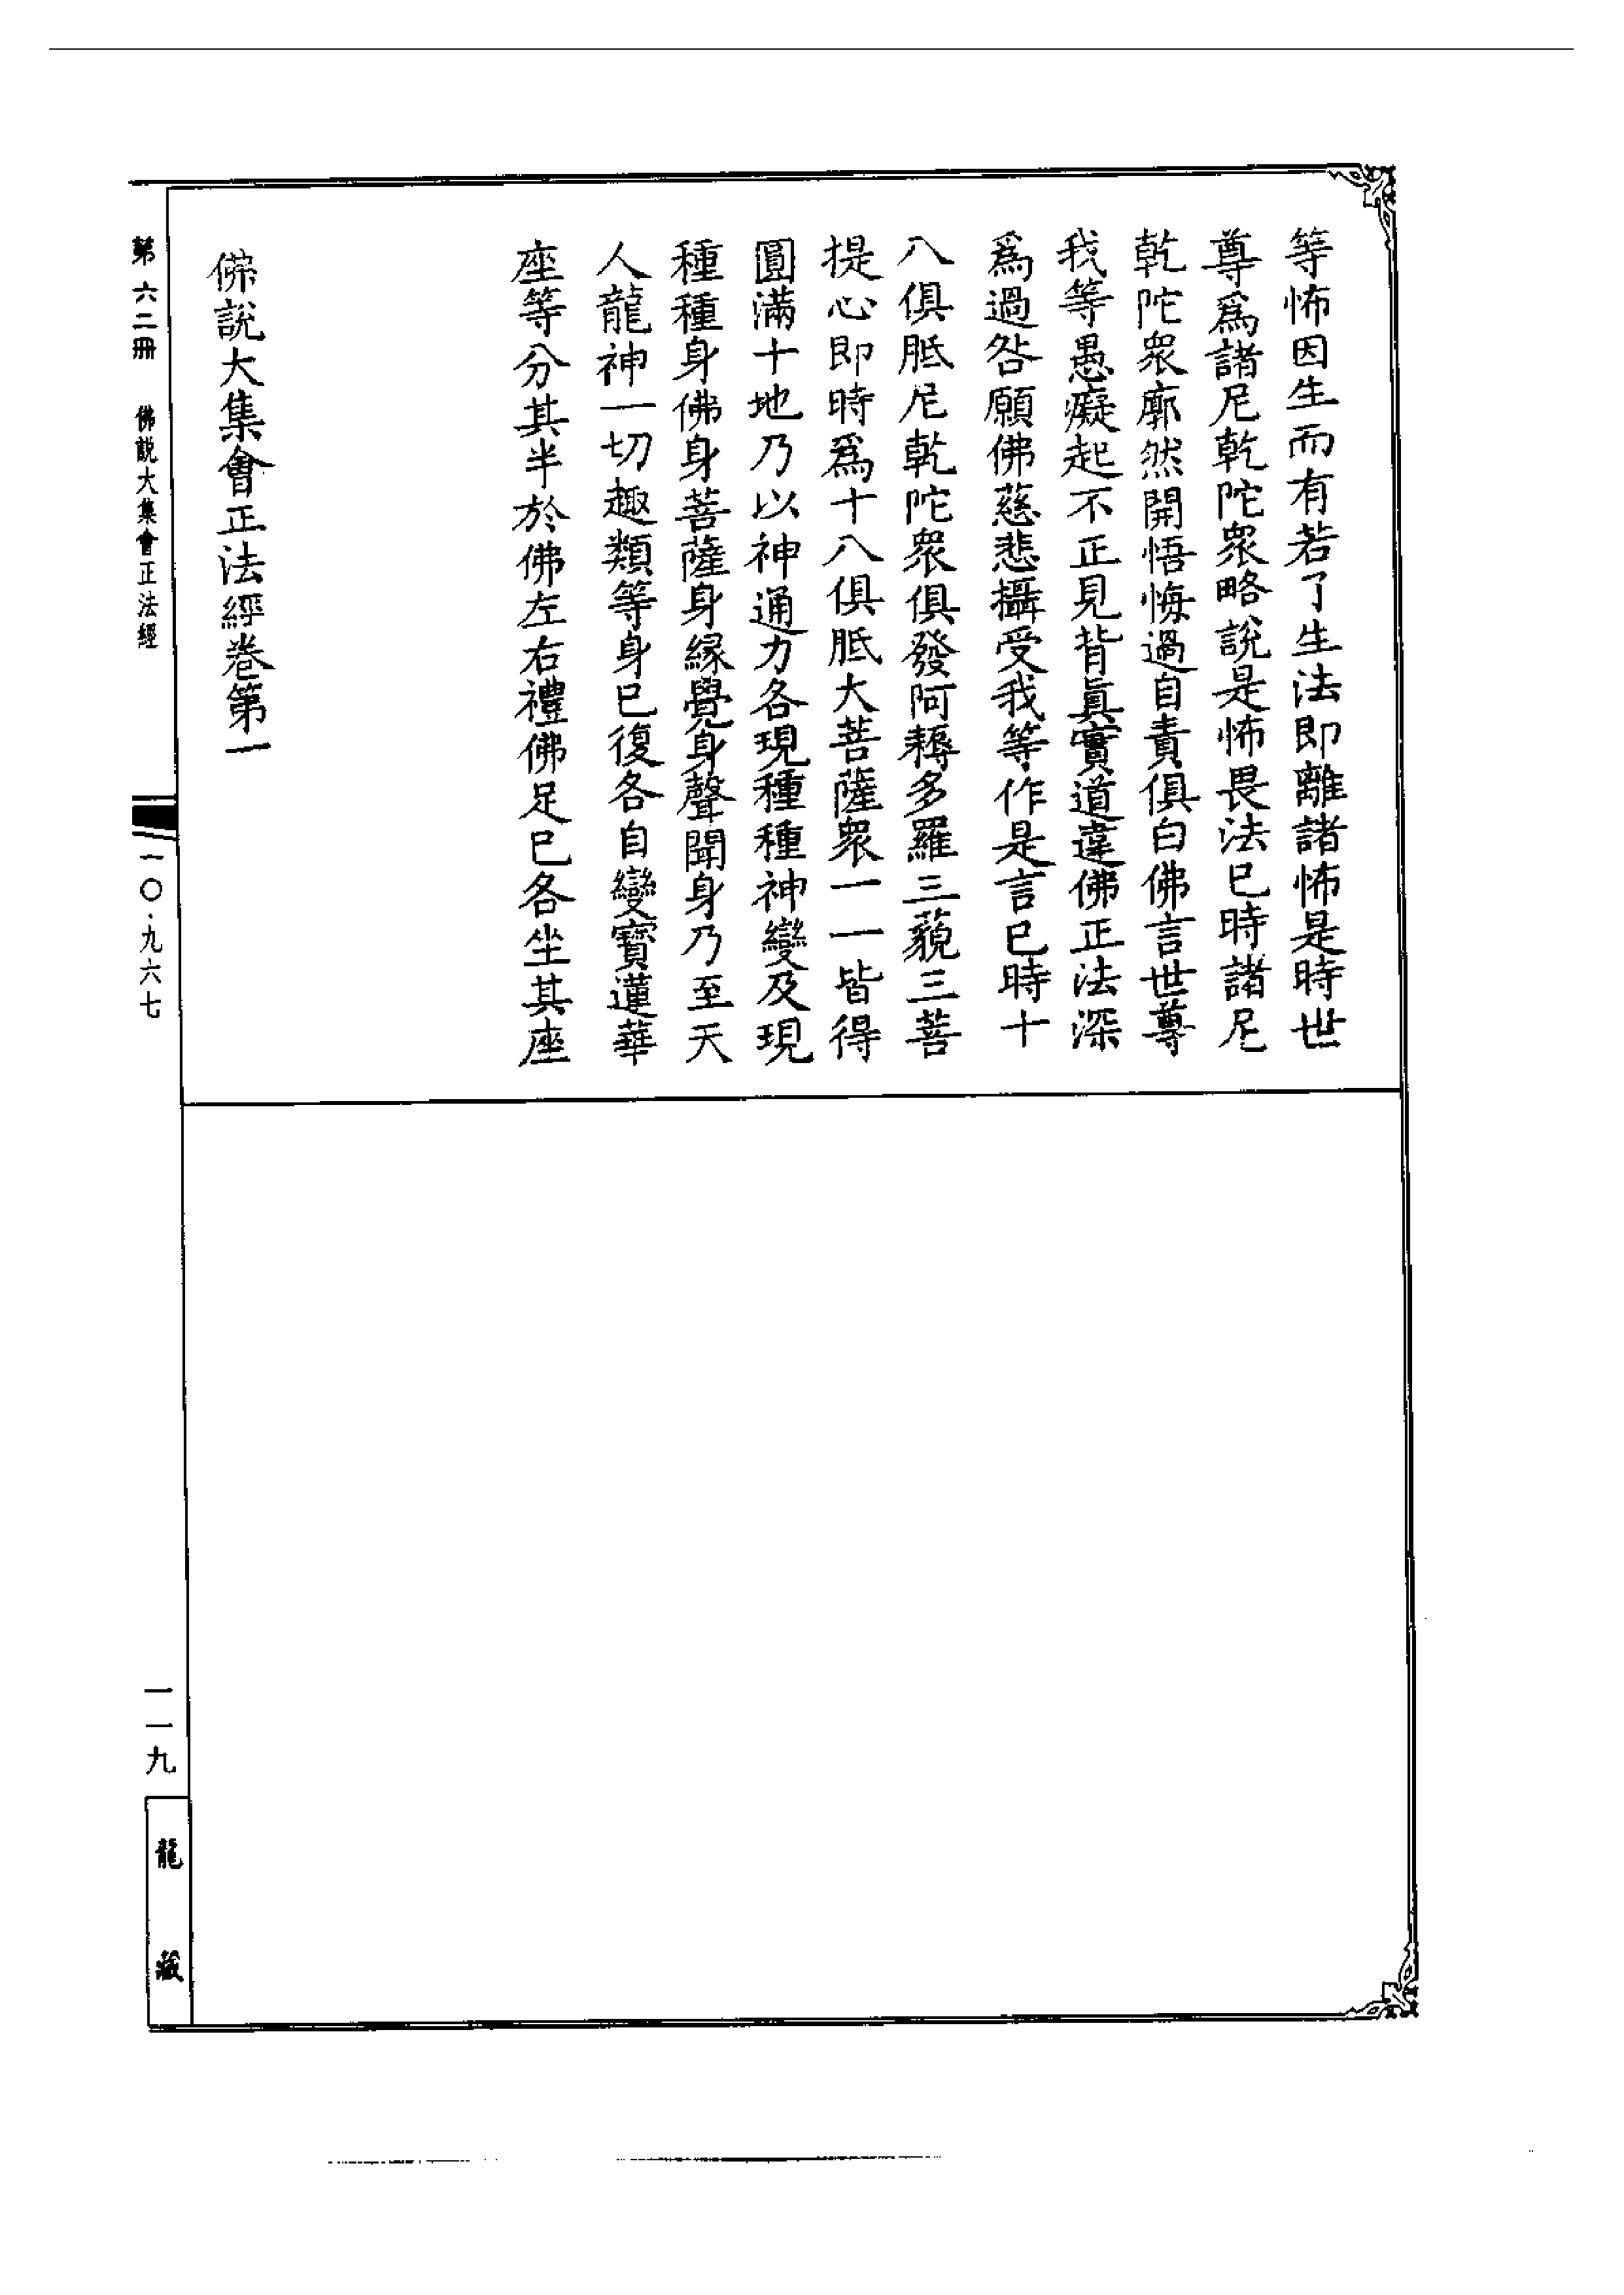 等怖因生而有若了生法即離諸怖是時世
尊爲諸尼乾陀衆略說是怖畏法已時諸尼
乾陀衆廓然開悟悔過自責俱白佛言世尊
我等愚癡起不正見背眞實道違佛正法深
爲過咎願佛慈悲攝受我等作是言已時十
八俱胝尼乾陀衆俱發阿耨多羅三藐三菩
提心即時爲十八俱胝大菩薩衆一一皆得
圓滿十地乃以神通力各現種種神變及現
種種身佛身菩薩身緣覺身聲聞身乃至天
人龍神一切趣類等身已復各自變寶蓮華
座等分其半於佛左右禮佛足已各坐其座
佛說大集會正法經卷第一
第六二冊 佛說大集會正法經
一〇·九六七
一一九
龍藏